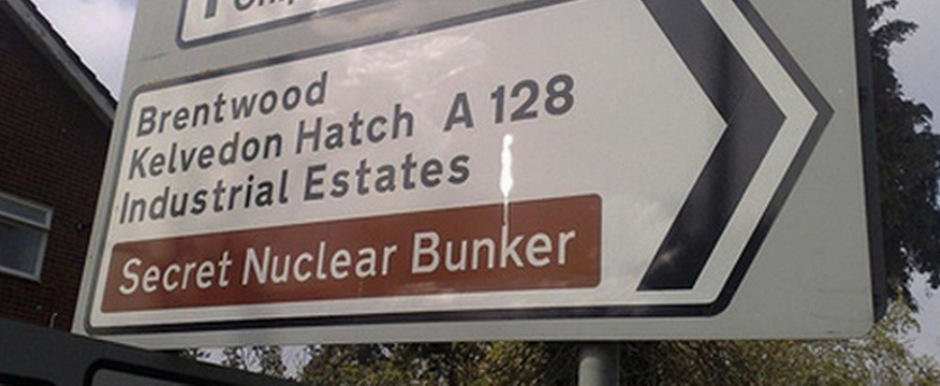 Brentwood
Kelvedon Hatch A 128
Industrial Estates
Secret Nuclear Bunker